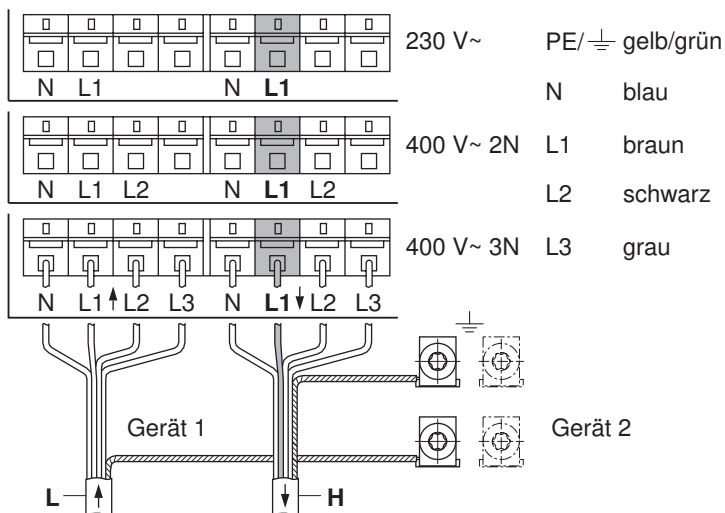 230 V~ PE/⏚ gelb/grün
N L1 N L1
N blau
400 V~ 2N L1 braun
N L1 L2 N L1 L2
L2 schwarz
400 V~ 3N L3 grau
N L1 L2 L3 N L1 L2 L3
Gerät 1 Gerät 2
L H